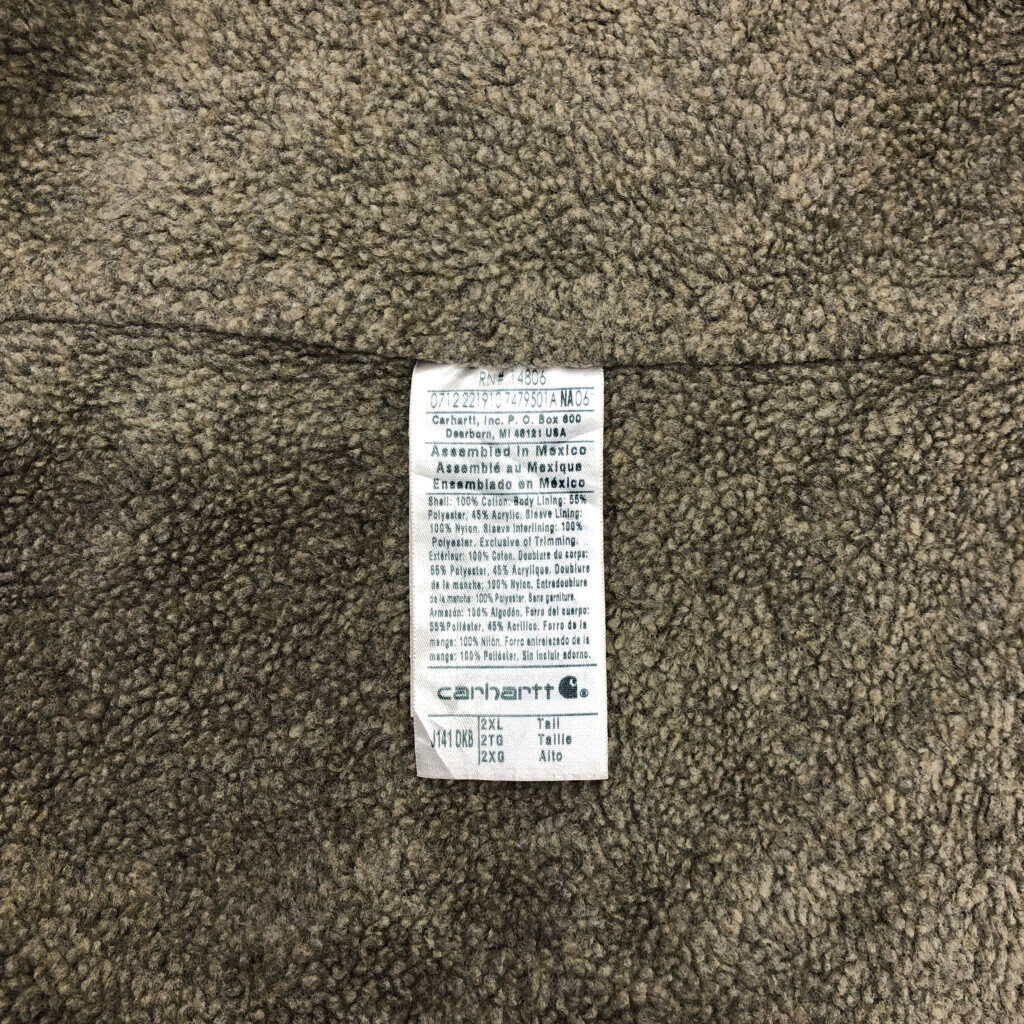 RN# 14806
0712 221910 7479501A NA 06
Carhartt, Inc. P. O. Box 600
Dearborn, MI 48121 USA
Assembled in Mexico
Assemblé au Mexique
Ensamblado en México
Shell: 100% Cotton. Body Lining: 55%
Polyester, 45% Acrylic. Sleeve Lining:
100% Nylon. Sleeve Interlining: 100%
Polyester. Exclusive of Trimming.
Extérieur: 100% Coton. Doublure du corps:
55% Polyester, 45% Acrylique. Doublure
de la manche: 100% Nylon. Entredoublure
de la manche: 100% Polyester. Sans garniture.
Armazón: 100% Algodón. Forro del cuerpo:
55%Poliéster, 45% Acrílico. Forro de la
manga: 100% Nilón. Forro entrelazado de la
manga: 100% Poliéster. Sin incluir adorno.
carhartt ®
J141 DKB 2XL Tall
2TG Taille
2XG Alto